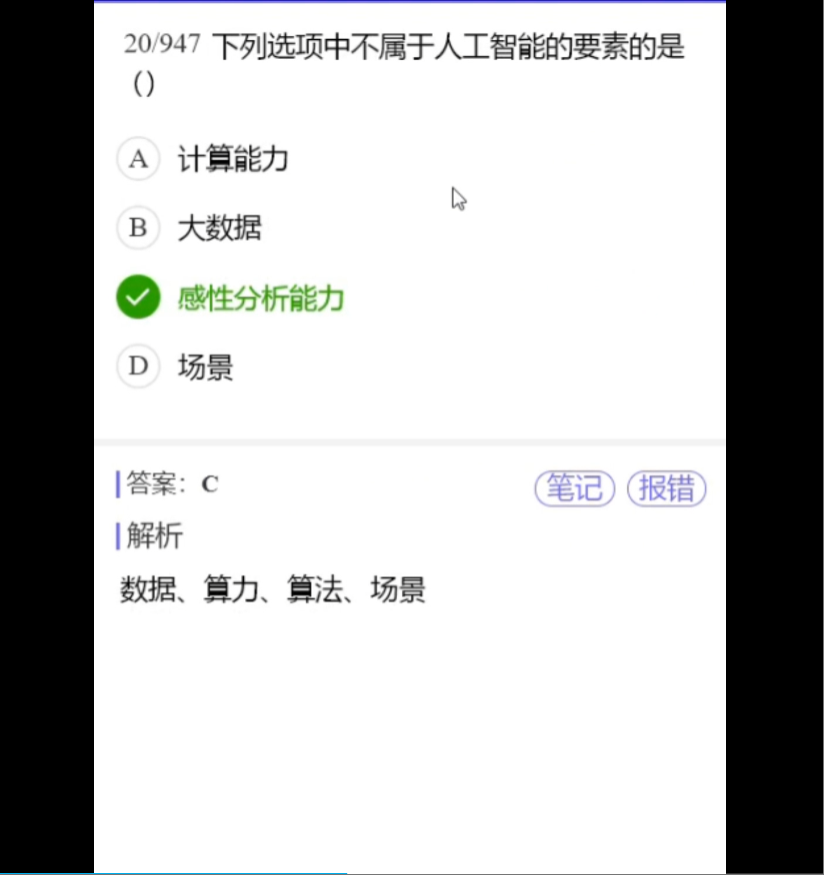 20/947 下列选项中不属于人工智能的要素的是
()
A 计算能力
B 大数据
感性分析能力
D 场景
答案: C
笔记 报错
解析
数据、算力、算法、场景